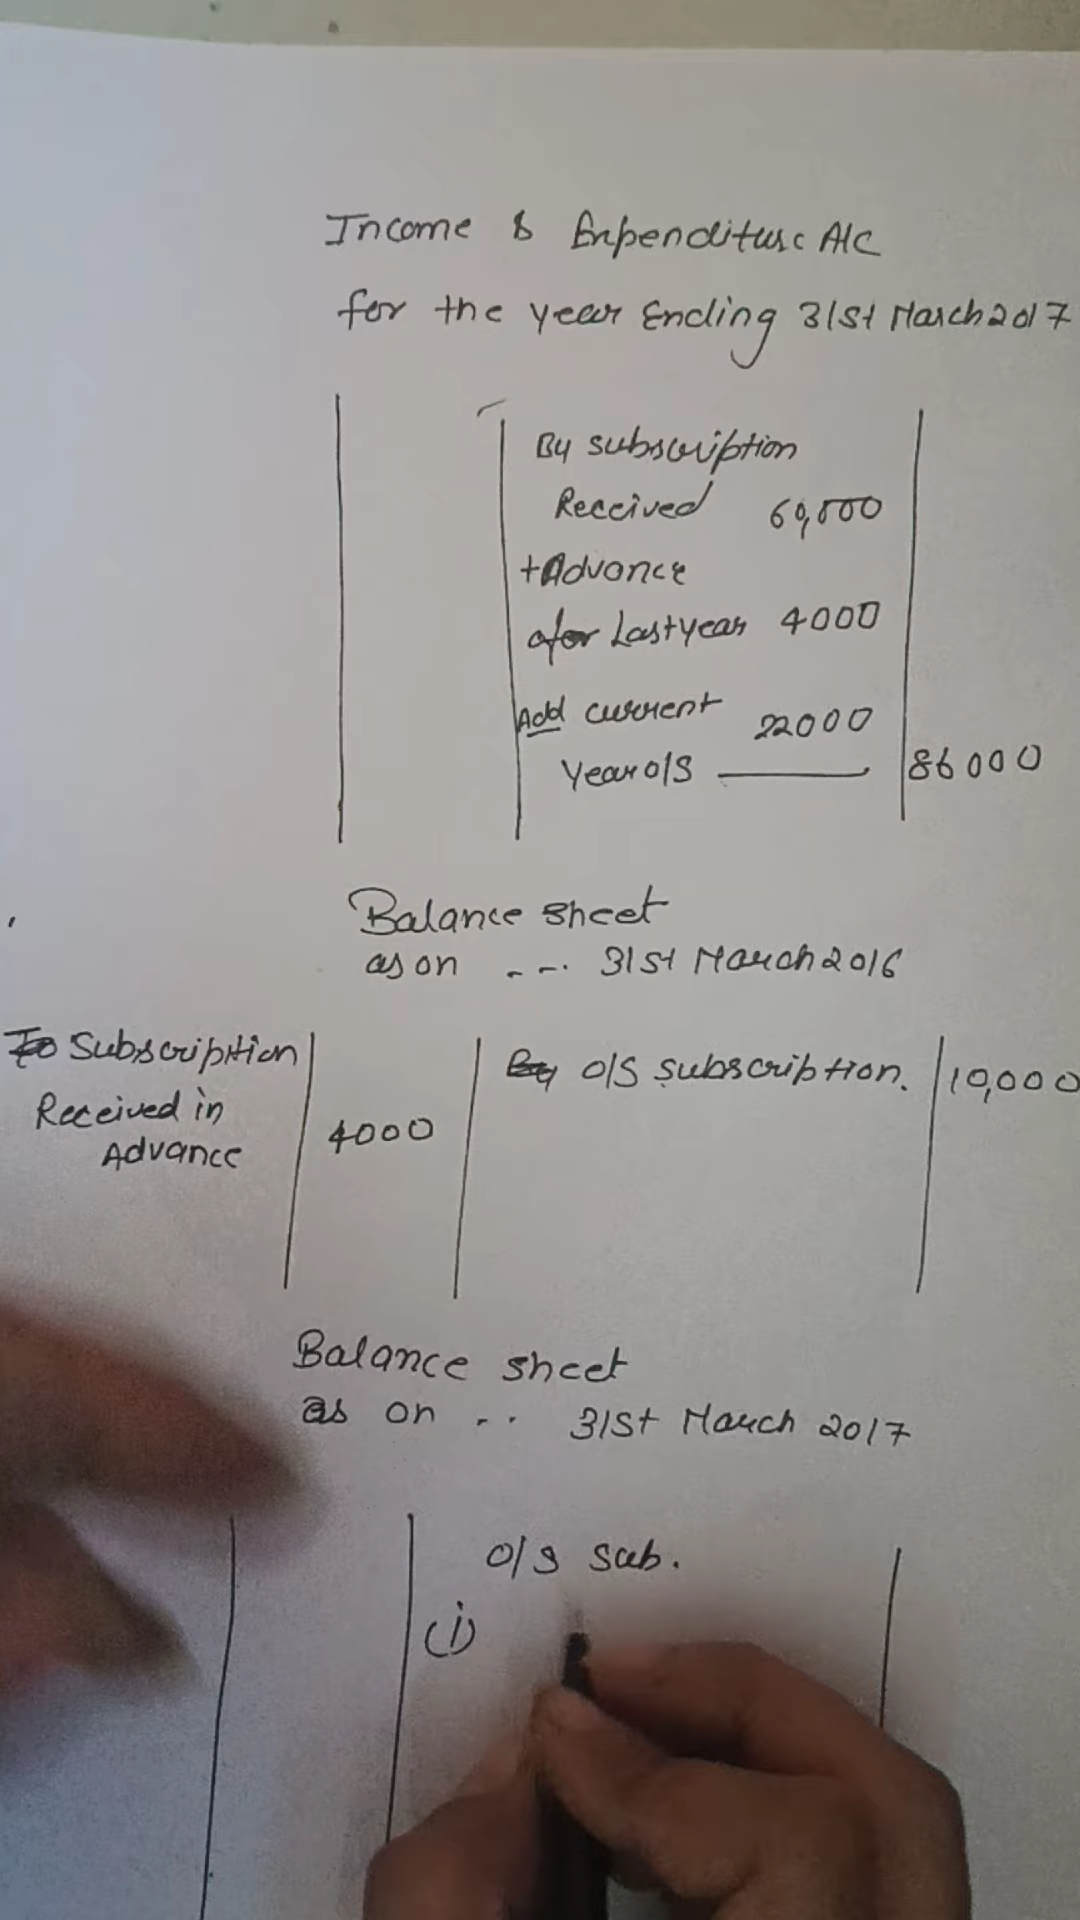 Income & Expenditure A/C
for the year Ending 31st March 2017
By subscription
Received 60,000
+Advance
for Last year 4000
Add current 22000
Year o/s 86000
Balance sheet
as on ---. 31st March 2016
To Subscription
Received in
Advance 4000
By o/s subscription. 10,000
Balance sheet
as on .. 31st March 2017
o/s sub.
(i)